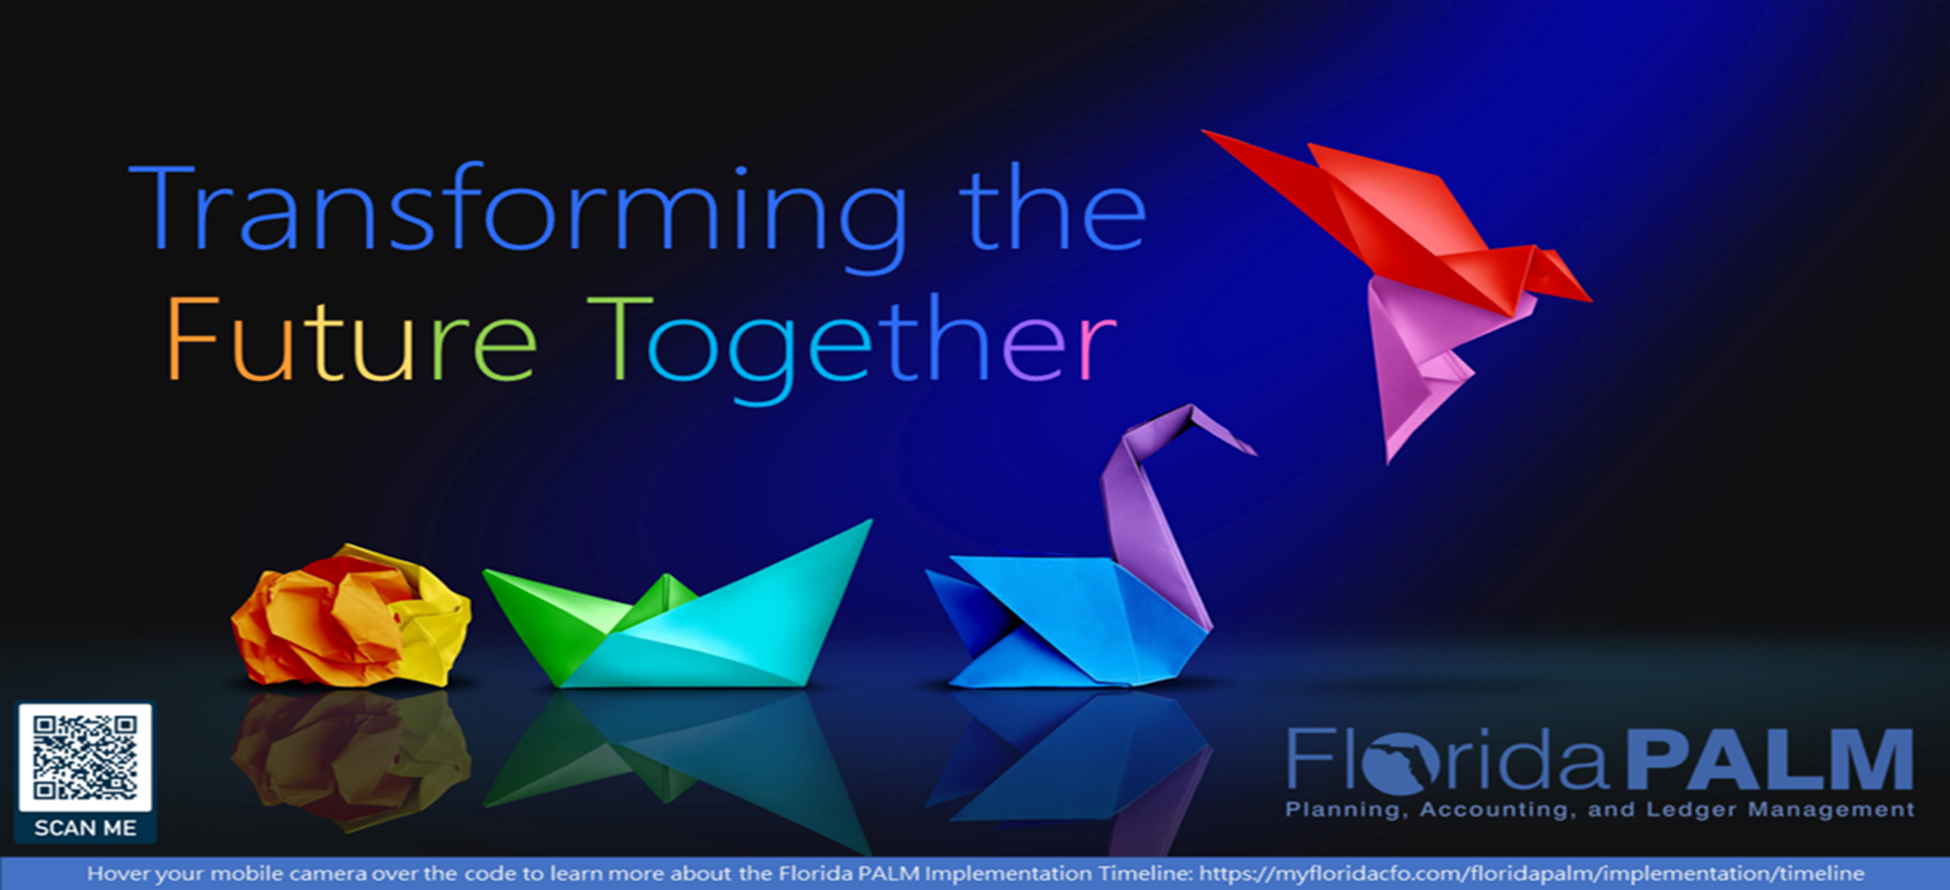 Transforming the
Future Together
SCAN ME
Florida PALM
Planning, Accounting, and Ledger Management
Hover your mobile camera over the code to learn more about the Florida PALM Implementation Timeline: https://myfloridacfo.com/floridapalm/implementation/timeline